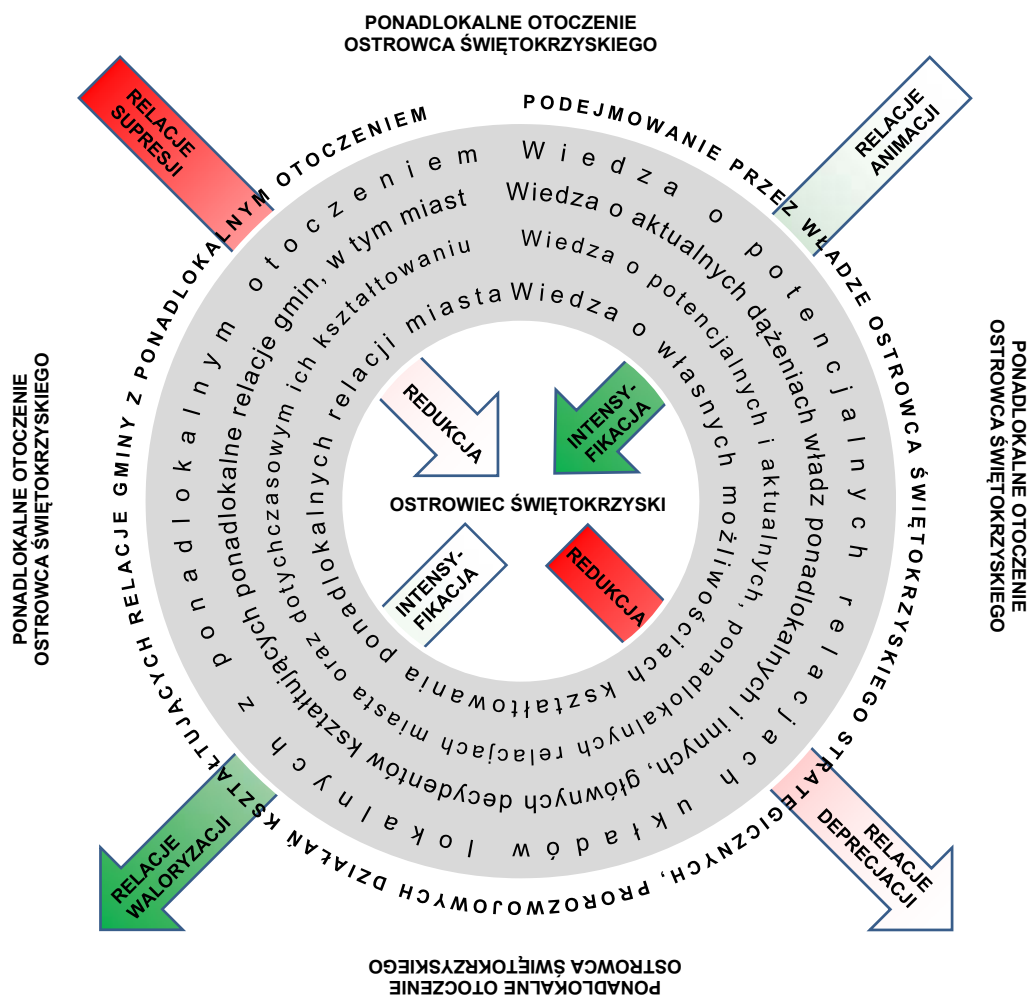 PONADLOKALNE OTOCZENIE
OSTROWCA ŚWIĘTOKRZYSKIEGO
RELACJE
SUPRESJI
RELACJE
ANIMACJI
PODEJMOWANIE PRZEZ WŁADZE OSTROWCA ŚWIĘTOKRZYSKIEGO STRATEGICZNYCH, PROROZWOJOWYCH DZIAŁAŃ KSZTAŁTUJĄCYCH RELACJE GMINY Z PONADLOKALNYM OTOCZENIEM
Wiedza o potencjalnych relacjach układów lokalnych z ponadlokalnym otoczeniem
Wiedza o aktualnych dążeniach władz ponadlokalnych i innych, głównych decydentów kształtujących ponadlokalne relacje gmin, w tym miast
Wiedza o potencjalnych i aktualnych, ponadlokalnych relacjach miasta oraz dotychczasowym ich kształtowaniu
Wiedza o własnych możliwościach kształtowania ponadlokalnych relacji miasta
REDUKCJA
INTENSY-
FIKACJA
OSTROWIEC ŚWIĘTOKRZYSKI
INTENSY-
FIKACJA
REDUKCJA
PONADLOKALNE OTOCZENIE
OSTROWCA ŚWIĘTOKRZYSKIEGO
PONADLOKALNE OTOCZENIE
OSTROWCA ŚWIĘTOKRZYSKIEGO
RELACJE
WALORYZACJI
RELACJE
DEPRECJACJI
PONADLOKALNE OTOCZENIE
OSTROWCA ŚWIĘTOKRZYSKIEGO